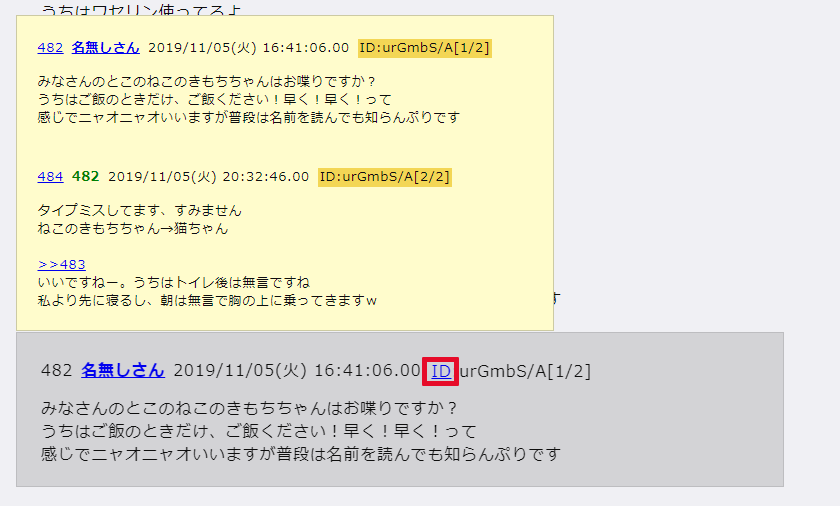 うちはワセリン使ってるよ
482 名無しさん 2019/11/05(火) 16:41:06.00 ID:urGmbS/A[1/2]
みなさんのとこのねこのきもちちゃんはお喋りですか？
うちはご飯のときだけ、ご飯ください！早く！早く！って
感じでニャオニャオいいますが普段は名前を読んでも知らんぷりです
484 482 2019/11/05(火) 20:32:46.00 ID:urGmbS/A[2/2]
タイプミスしてます、すみません
ねこのきもちちゃん→猫ちゃん
>>483
いいですねー。うちはトイレ後は無言ですね
私より先に寝るし、朝は無言で胸の上に乗ってきますｗ
す
482 名無しさん 2019/11/05(火) 16:41:06.00 ID:urGmbS/A[1/2]
みなさんのとこのねこのきもちちゃんはお喋りですか？
うちはご飯のときだけ、ご飯ください！早く！早く！って
感じでニャオニャオいいますが普段は名前を読んでも知らんぷりです